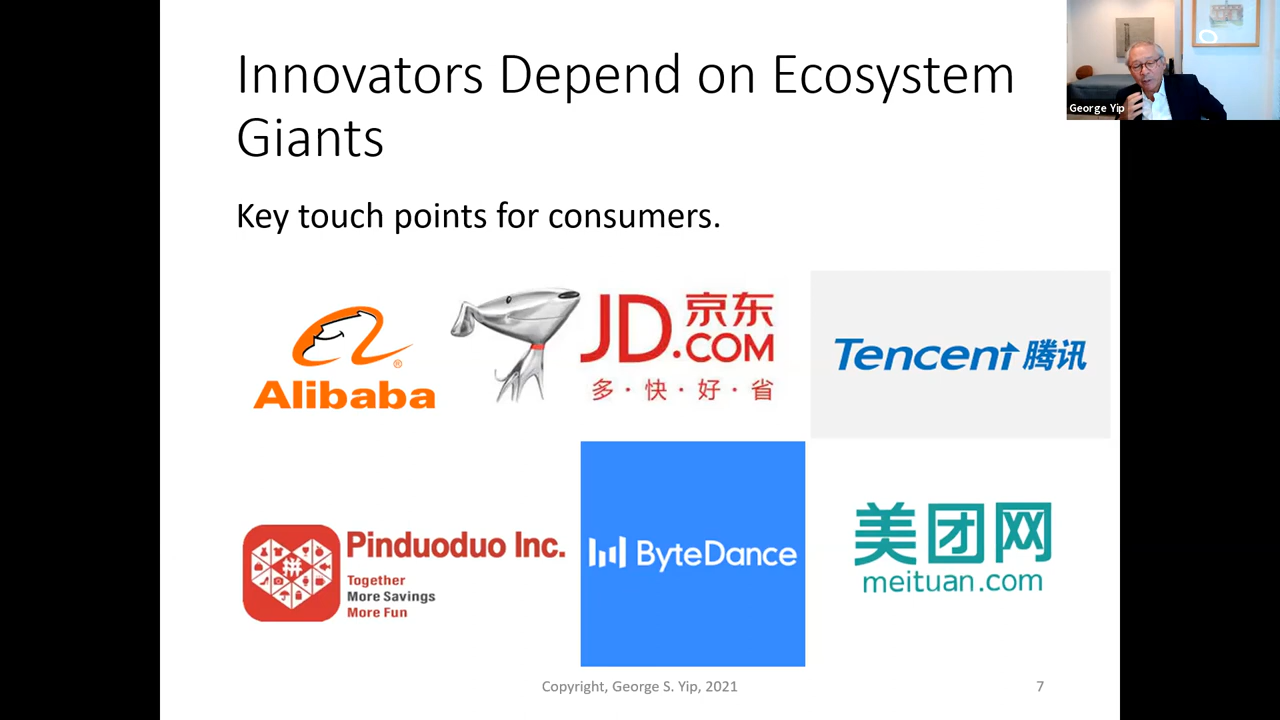 Innovators Depend on Ecosystem
Giants
George Yip
Key touch points for consumers.
Alibaba
®
JD.COM 京东
多·快·好·省
Tencent 腾讯
Pinduoduo Inc.
Together
More Savings
More Fun
拼
ByteDance
美团网
meituan.com
Copyright, George S. Yip, 2021
7